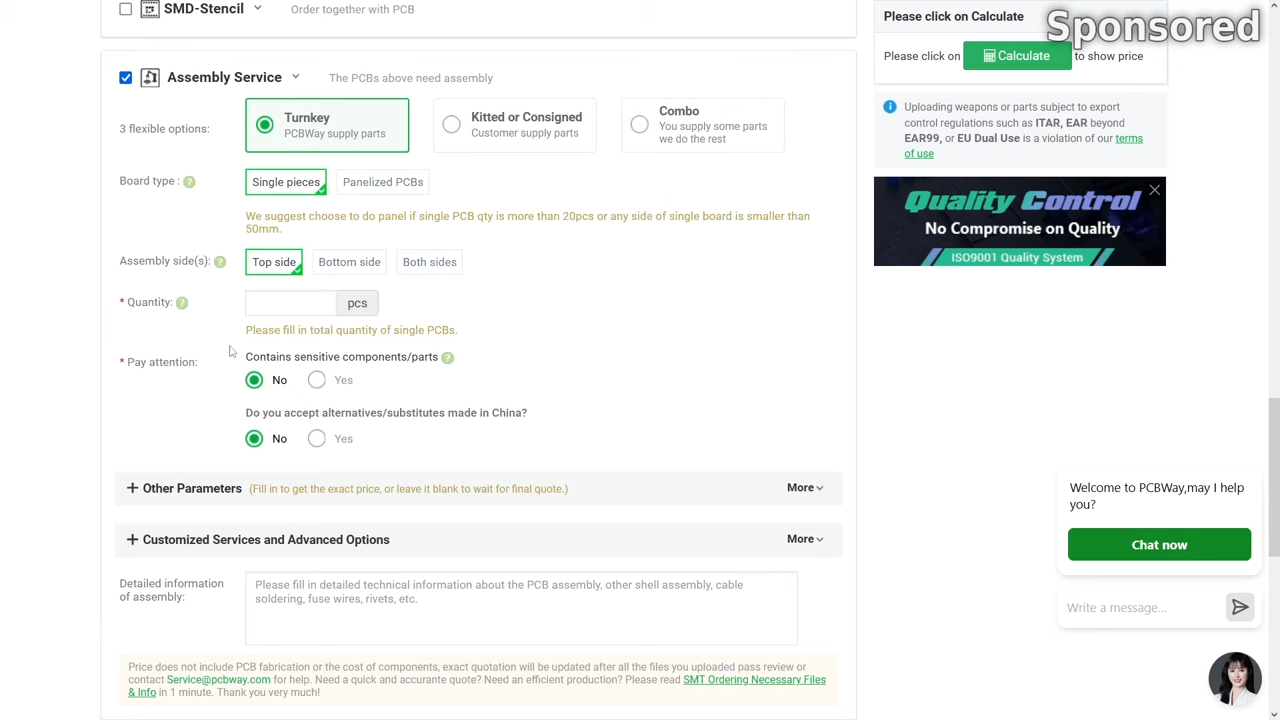 SMD-Stencil
Order together with PCB
Please click on Calculate
Sponsored
Please click on Calculate to show price
Assembly Service
The PCBs above need assembly
3 flexible options:
Turnkey
PCBWay supply parts
Kitted or Consigned
Customer supply parts
Combo
You supply some parts
we do the rest
Uploading weapons or parts subject to export
control regulations such as ITAR, EAR beyond
EAR99, or EU Dual Use is a violation of our terms
of use
Board type : ?
Single pieces
Panelized PCBs
We suggest choose to do panel if single PCB qty is more than 20pcs or any side of single board is smaller than
50mm.
Quality Control
No Compromise on Quality
ISO9001 Quality System
Assembly side(s): ?
Top side
Bottom side
Both sides
* Quantity: ?
pcs
Please fill in total quantity of single PCBs.
* Pay attention:
Contains sensitive components/parts ?
No
Yes
Do you accept alternatives/substitutes made in China?
No
Yes
+ Other Parameters (Fill in to get the exact price, or leave it blank to wait for final quote.)
More
+ Customized Services and Advanced Options
More
Detailed information
of assembly:
Please fill in detailed technical information about the PCB assembly, other shell assembly, cable
soldering, fuse wires, rivets, etc.
Price does not include PCB fabrication or the cost of components, exact quotation will be updated after all the files you uploaded pass review or
contact Service@pcbway.com for help. Need a quick and accurante quote? Need an efficient production? Please read SMT Ordering Necessary Files
& Info in 1 minute. Thank you very much!
Welcome to PCBWay,may I help
you?
Chat now
Write a message...